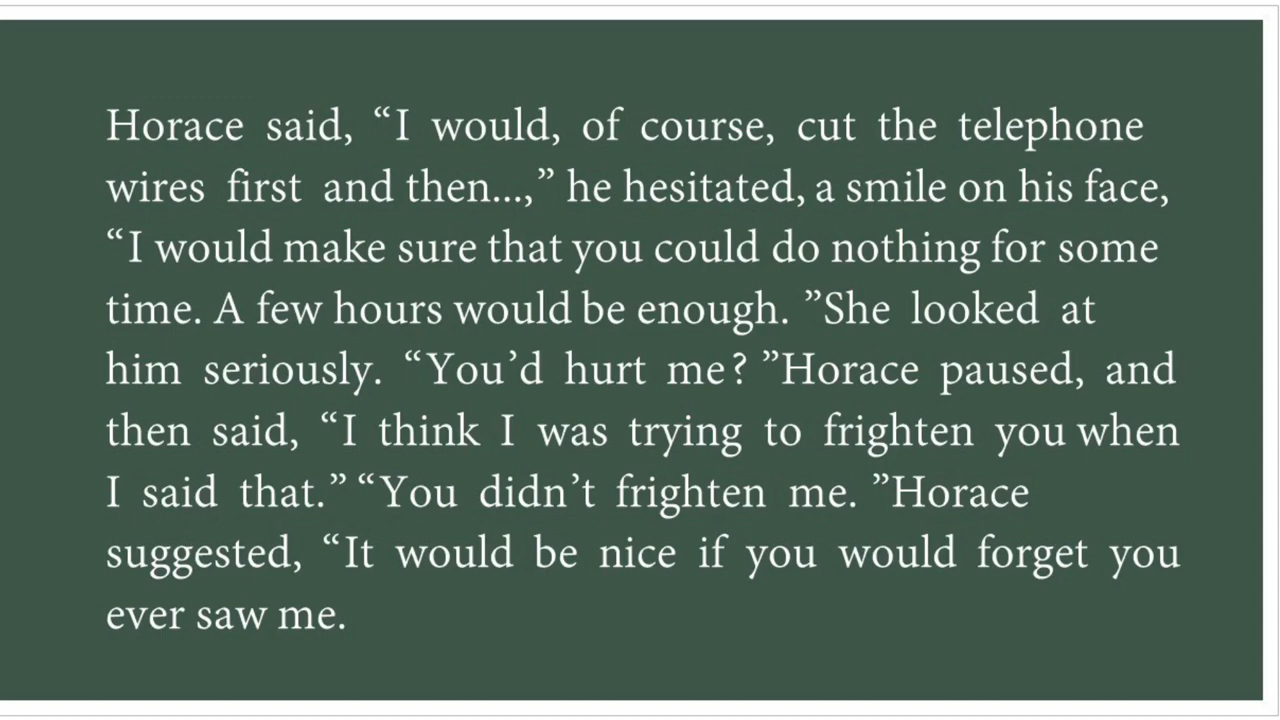 Horace said, “I would, of course, cut the telephone
wires first and then...,” he hesitated, a smile on his face,
“I would make sure that you could do nothing for some
time. A few hours would be enough. ”She looked at
him seriously. “You’d hurt me? ”Horace paused, and
then said, “I think I was trying to frighten you when
I said that.” “You didn’t frighten me. ”Horace
suggested, “It would be nice if you would forget you
ever saw me.